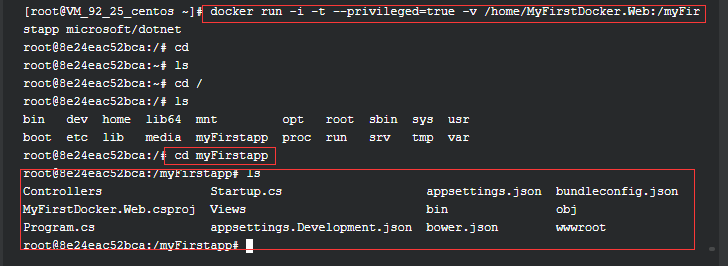 [root@VM_92_25_centos ~]# docker run -i -t --privileged=true -v /home/MyFirstDocker.Web:/myFir
stapp microsoft/dotnet
root@8e24eac52bca:/# cd
root@8e24eac52bca:~# ls
root@8e24eac52bca:~# cd /
root@8e24eac52bca:/# ls
bin dev home lib64 mnt opt root sbin sys usr
boot etc lib media myFirstapp proc run srv tmp var
root@8e24eac52bca:/# cd myFirstapp
root@8e24eac52bca:/myFirstapp# ls
Controllers Startup.cs appsettings.json bundleconfig.json
MyFirstDocker.Web.csproj Views bin obj
Program.cs appsettings.Development.json bower.json wwwroot
root@8e24eac52bca:/myFirstapp#